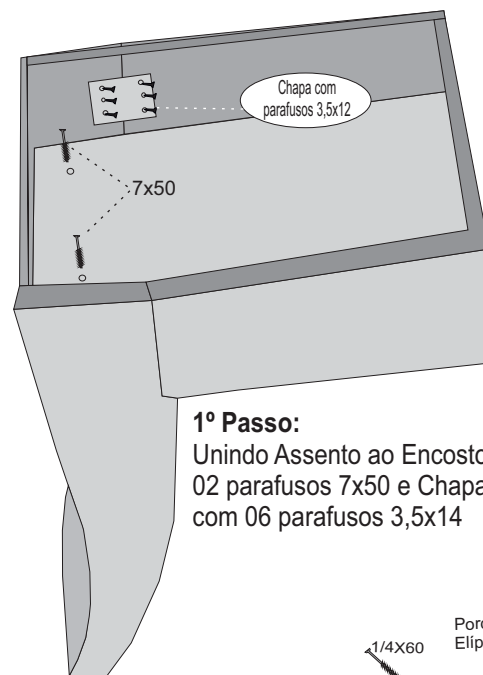 Chapa com
parafusos 3,5x12
7x50
1º Passo:
Unindo Assento ao Encosto
02 parafusos 7x50 e Chapa
com 06 parafusos 3,5x14
1/4X60